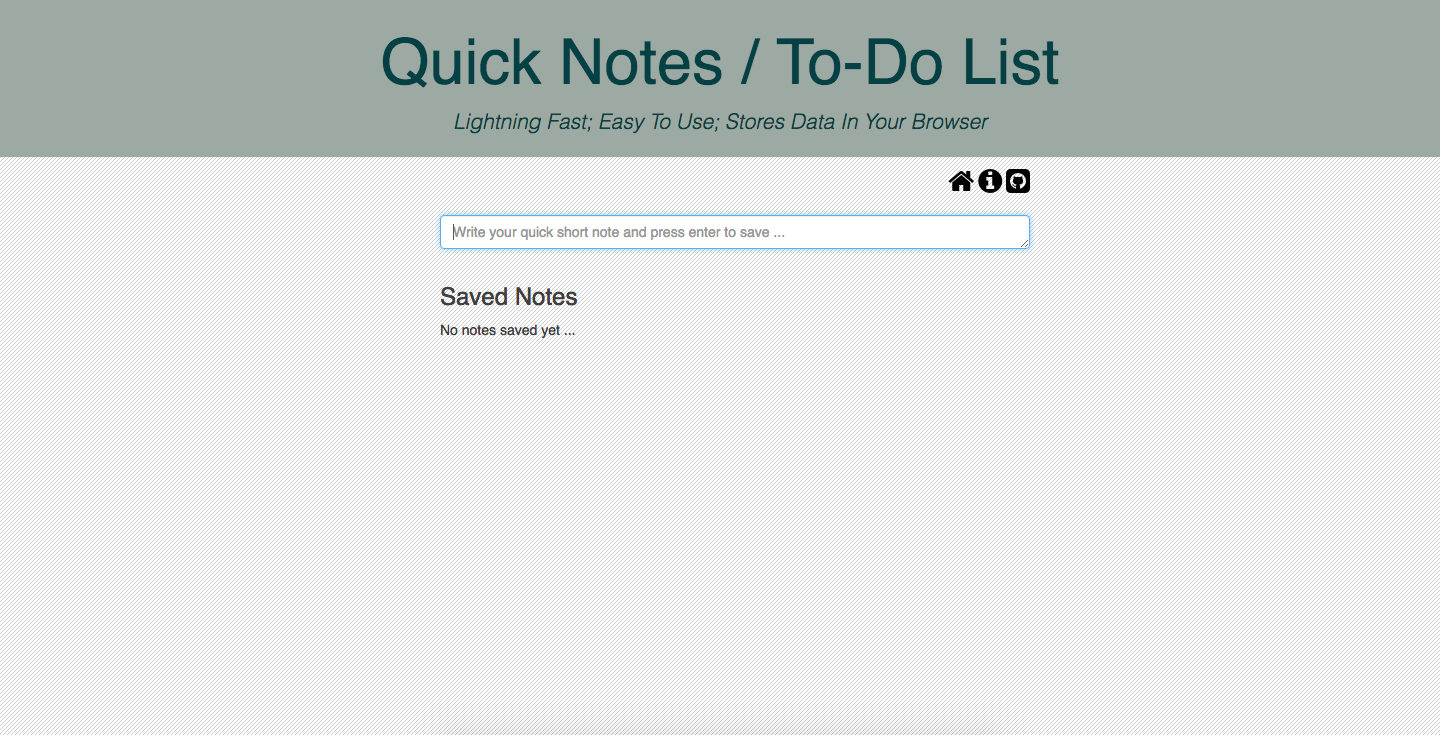 Quick Notes / To-Do List
Lightning Fast; Easy To Use; Stores Data In Your Browser
Write your quick short note and press enter to save ...
Saved Notes
No notes saved yet ...